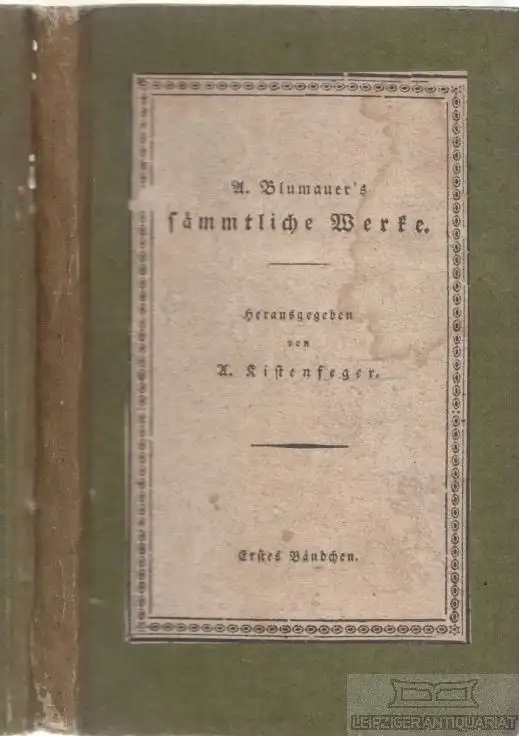 A. Blumauer's
sämmtliche Werke.
Herausgegeben
von
A. Kistenfeger.
Erstes Bändchen.
LEIPZIGER ANTIQUARIAT